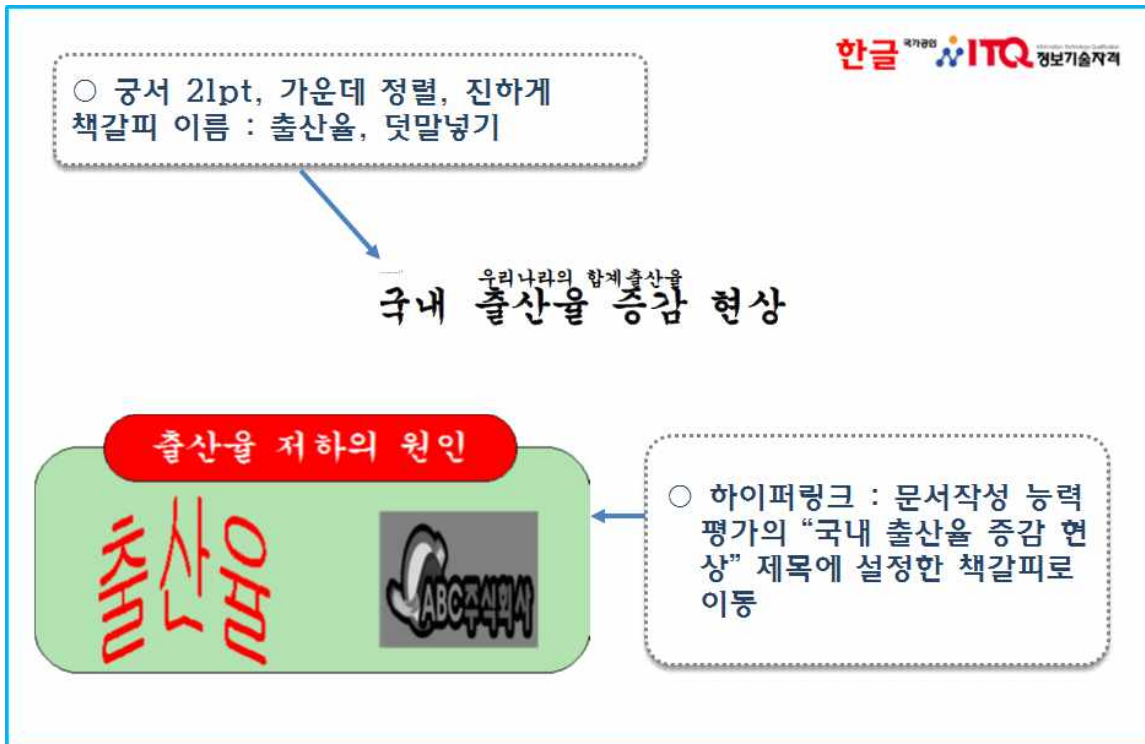 한글 국가공인 ITQ Information Technology Qualification 정보기술자격
○ 궁서 21pt, 가운데 정렬, 진하게
책갈피 이름 : 출산율, 덧말넣기
우리나라의 합계출산율
국내 출산율 증감 현상
출산율 저하의 원인
출산율
ABC주식회사
○ 하이퍼링크 : 문서작성 능력
평가의 “국내 출산율 증감 현
상” 제목에 설정한 책갈피로
이동